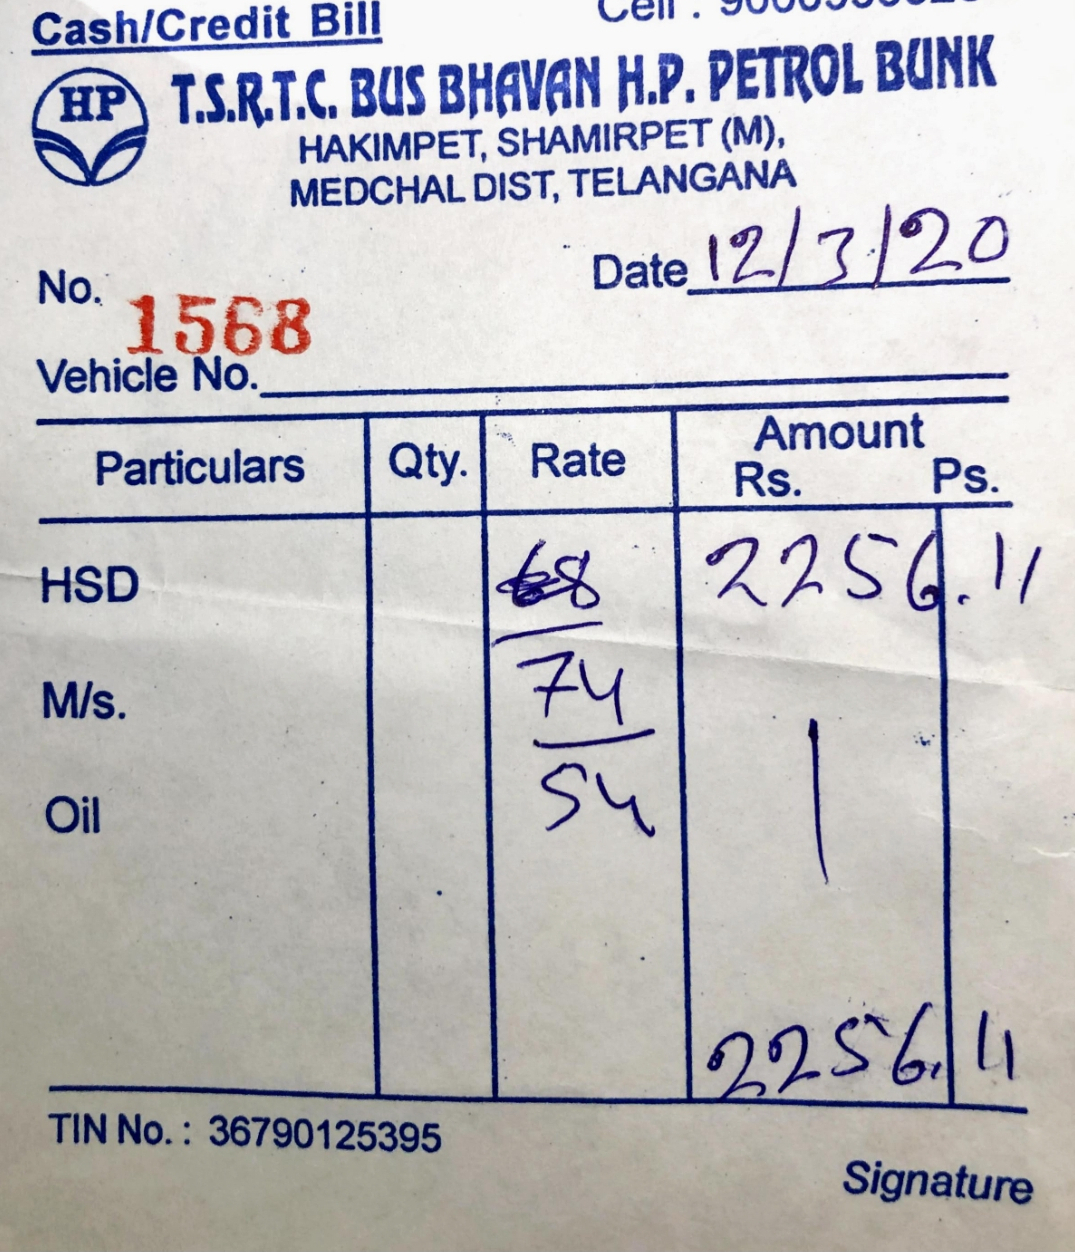 Cash/Credit Bill
Cell :
HP T.S.R.T.C. BUS BHAVAN H.P. PETROL BUNK
HAKIMPET, SHAMIRPET (M),
MEDCHAL DIST, TELANGANA
Date 12/3/20
No. 1568
Vehicle No.
Particulars Qty. Rate Amount
Rs. Ps.
HSD 68 2256.11
M/s. 74
Oil 54
2256.11
TIN No. : 36790125395
Signature